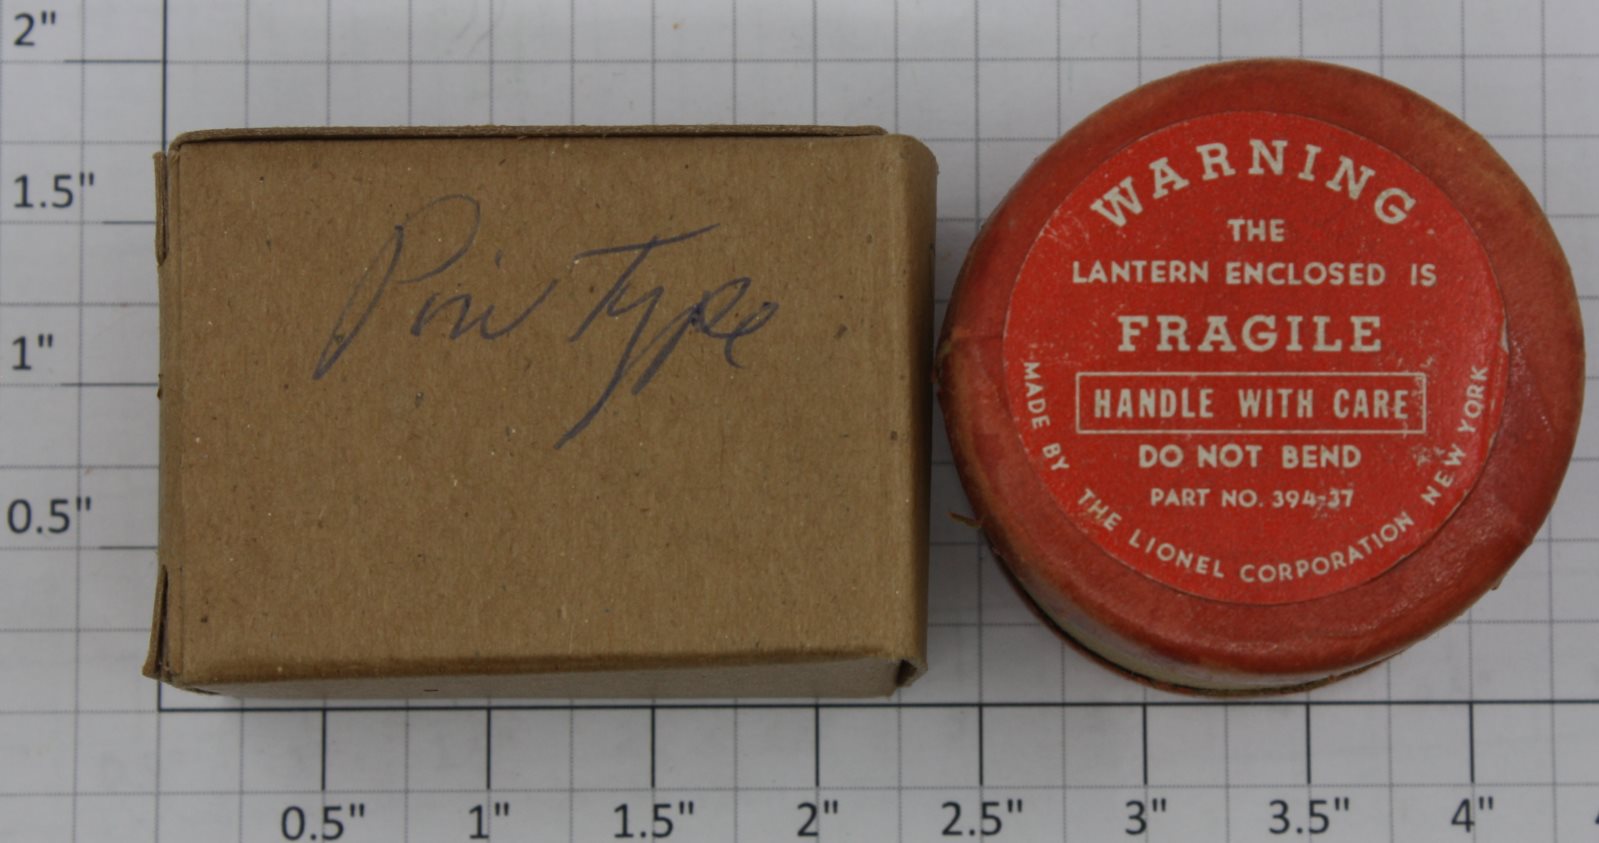 2"
1.5"
1"
0.5"
Pin Type
WARNING
THE
LANTERN ENCLOSED IS
FRAGILE
HANDLE WITH CARE
DO NOT BEND
PART NO. 394-37
MADE BY THE LIONEL CORPORATION NEW YORK
0.5" 1" 1.5" 2" 2.5" 3" 3.5" 4"